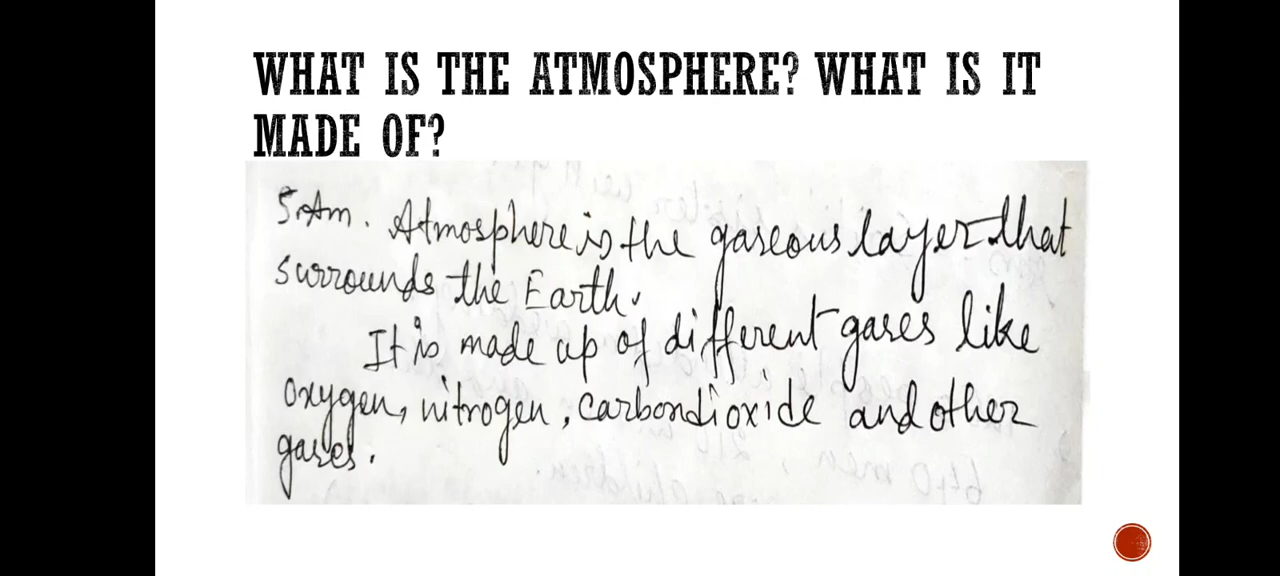 WHAT IS THE ATMOSPHERE? WHAT IS IT
MADE OF?
5. Ans. Atmosphere is the gaseous layer that
surrounds the Earth.
It is made up of different gases like
oxygen, nitrogen, carbondioxide and other
gases.